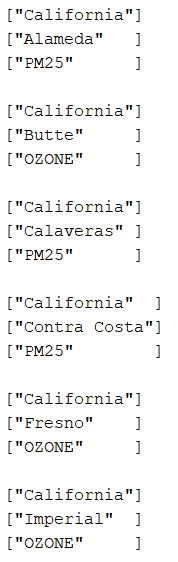 ["California"]
["Alameda"   ]
["PM25"      ]

["California"]
["Butte"     ]
["OZONE"     ]

["California"]
["Calaveras" ]
["PM25"      ]

["California"  ]
["Contra Costa"]
["PM25"        ]

["California"]
["Fresno"    ]
["OZONE"     ]

["California"]
["Imperial"  ]
["OZONE"     ]